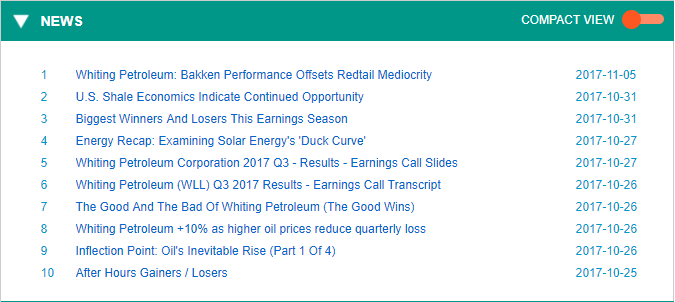 NEWS COMPACT VIEW
1 Whiting Petroleum: Bakken Performance Offsets Redtail Mediocrity 2017-11-05
2 U.S. Shale Economics Indicate Continued Opportunity 2017-10-31
3 Biggest Winners And Losers This Earnings Season 2017-10-31
4 Energy Recap: Examining Solar Energy's 'Duck Curve' 2017-10-27
5 Whiting Petroleum Corporation 2017 Q3 - Results - Earnings Call Slides 2017-10-27
6 Whiting Petroleum (WLL) Q3 2017 Results - Earnings Call Transcript 2017-10-26
7 The Good And The Bad Of Whiting Petroleum (The Good Wins) 2017-10-26
8 Whiting Petroleum +10% as higher oil prices reduce quarterly loss 2017-10-26
9 Inflection Point: Oil's Inevitable Rise (Part 1 Of 4) 2017-10-26
10 After Hours Gainers / Losers 2017-10-25